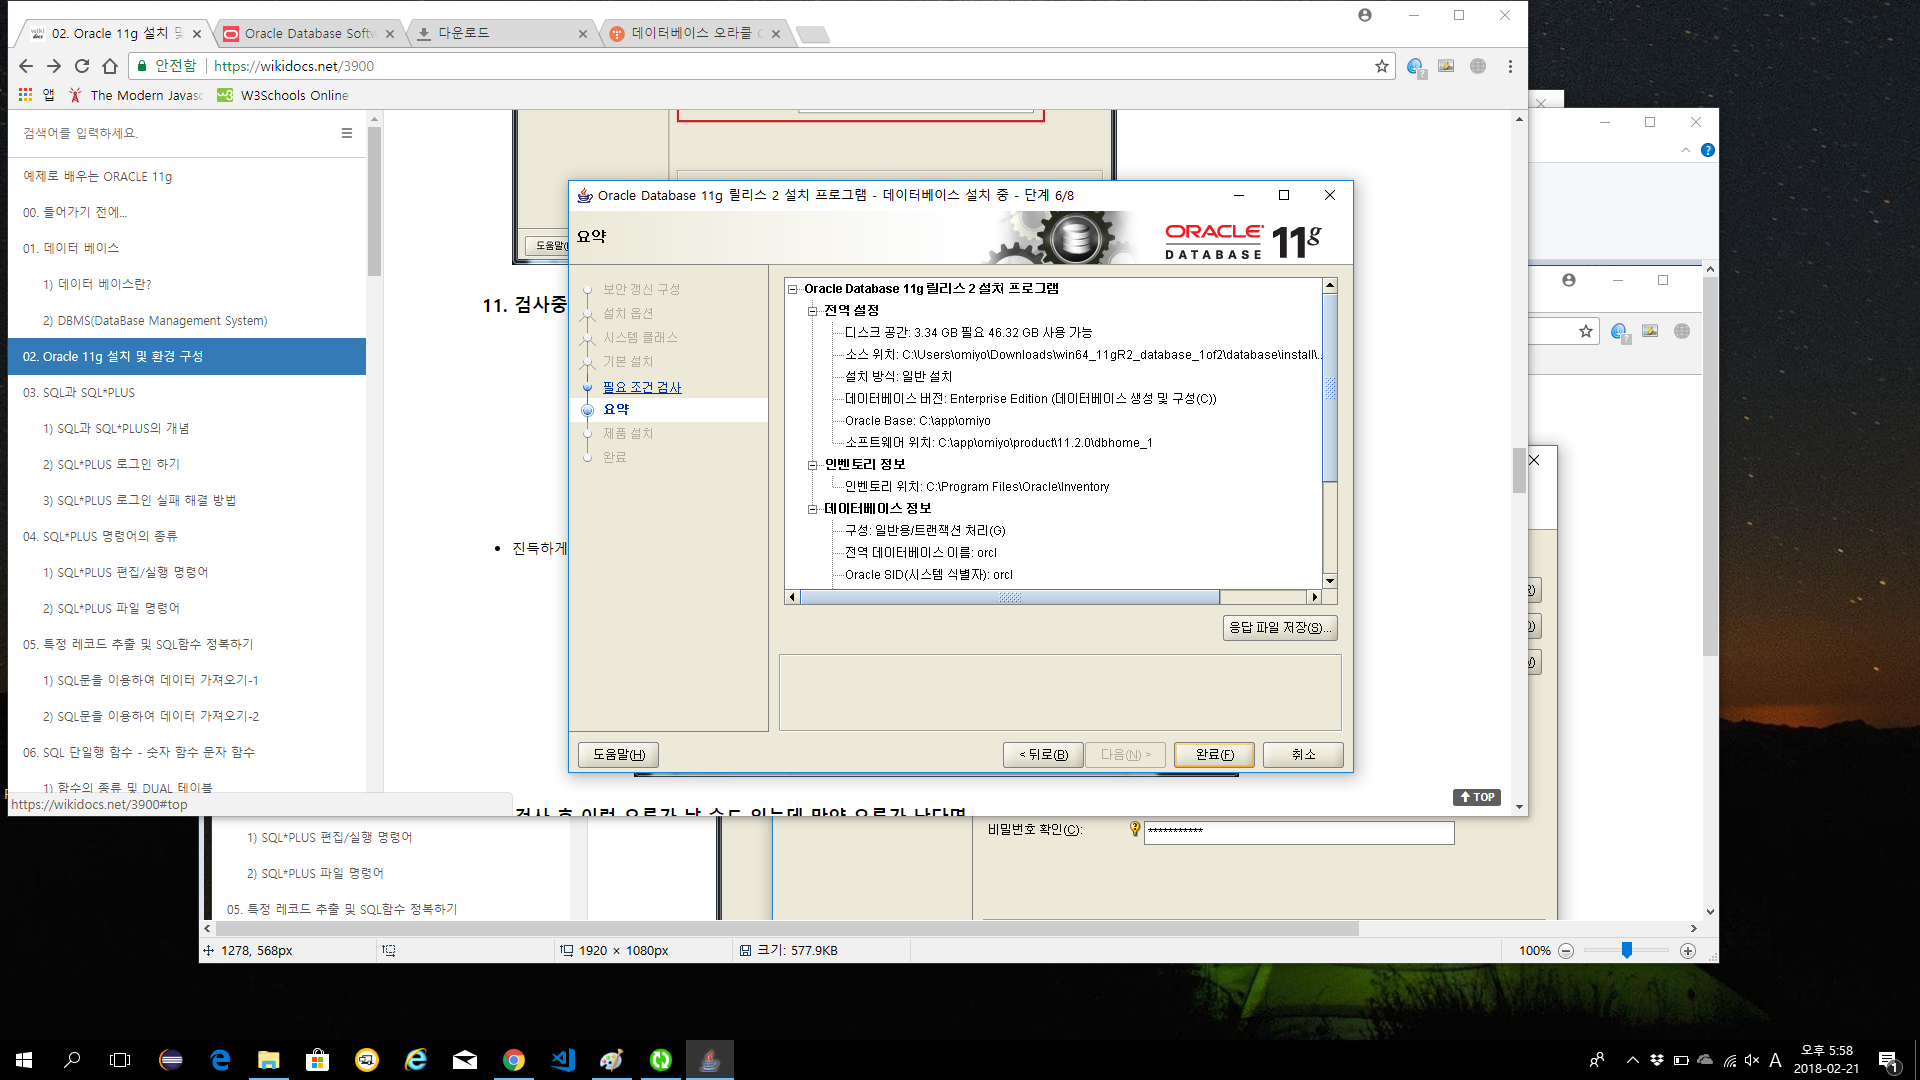 02. Oracle 11g 설치 및
Oracle Database Softw
다운로드
데이터베이스 오라클
안전함
https://wikidocs.net/3900
앱
The Modern Javasc
W3Schools Online
검색어를 입력하세요.
예제로 배우는 ORACLE 11g
00. 들어가기 전에...
01. 데이터 베이스
1) 데이터 베이스란?
2) DBMS(DataBase Management System)
02. Oracle 11g 설치 및 환경 구성
03. SQL과 SQL*PLUS
1) SQL과 SQL*PLUS의 개념
2) SQL*PLUS 로그인 하기
3) SQL*PLUS 로그인 실패 해결 방법
04. SQL*PLUS 명령어의 종류
1) SQL*PLUS 편집/실행 명령어
2) SQL*PLUS 파일 명령어
05. 특정 레코드 추출 및 SQL함수 정복하기
1) SQL문을 이용하여 데이터 가져오기-1
2) SQL문을 이용하여 데이터 가져오기-2
06. SQL 단일행 함수 - 숫자 함수 문자 함수
1) 함수의 종류 및 DUAL 테이블
https://wikidocs.net/3900#top
도움말(
11. 검사중
진득하게
Oracle Database 11g 릴리스 2 설치 프로그램 - 데이터베이스 설치 중 - 단계 6/8
요약
ORACLE
DATABASE
11g
보안 갱신 구성
설치 옵션
시스템 클래스
기본 설치
필요 조건 검사
요약
제품 설치
완료
Oracle Database 11g 릴리스 2 설치 프로그램
전역 설정
디스크 공간: 3.34 GB 필요 46.32 GB 사용 가능
소스 위치: C:\Users\omiyo\Downloads\win64_11gR2_database_1of2\database\install\..
설치 방식: 일반 설치
데이터베이스 버전: Enterprise Edition (데이터베이스 생성 및 구성(C))
Oracle Base: C:\app\omiyo
소프트웨어 위치: C:\app\omiyo\product\11.2.0\dbhome_1
인벤토리 정보
인벤토리 위치: C:\Program Files\Oracle\Inventory
데이터베이스 정보
구성: 일반용/트랜잭션 처리(G)
전역 데이터베이스 이름: orcl
Oracle SID(시스템 식별자): orcl
응답 파일 저장(S)...
도움말(H)
< 뒤로(B)
다음(N) >
완료(F)
취소
검사 후 이런 오류가 날 수도 있는데 만약 오류가 난다면
TOP
1) SQL*PLUS 편집/실행 명령어
2) SQL*PLUS 파일 명령어
05. 특정 레코드 추출 및 SQL함수 정복하기
비밀번호 확인(C):
***********
1278, 568px
1920 × 1080px
크기: 577.9KB
100%
A
오후 5:58
2018-02-21
1